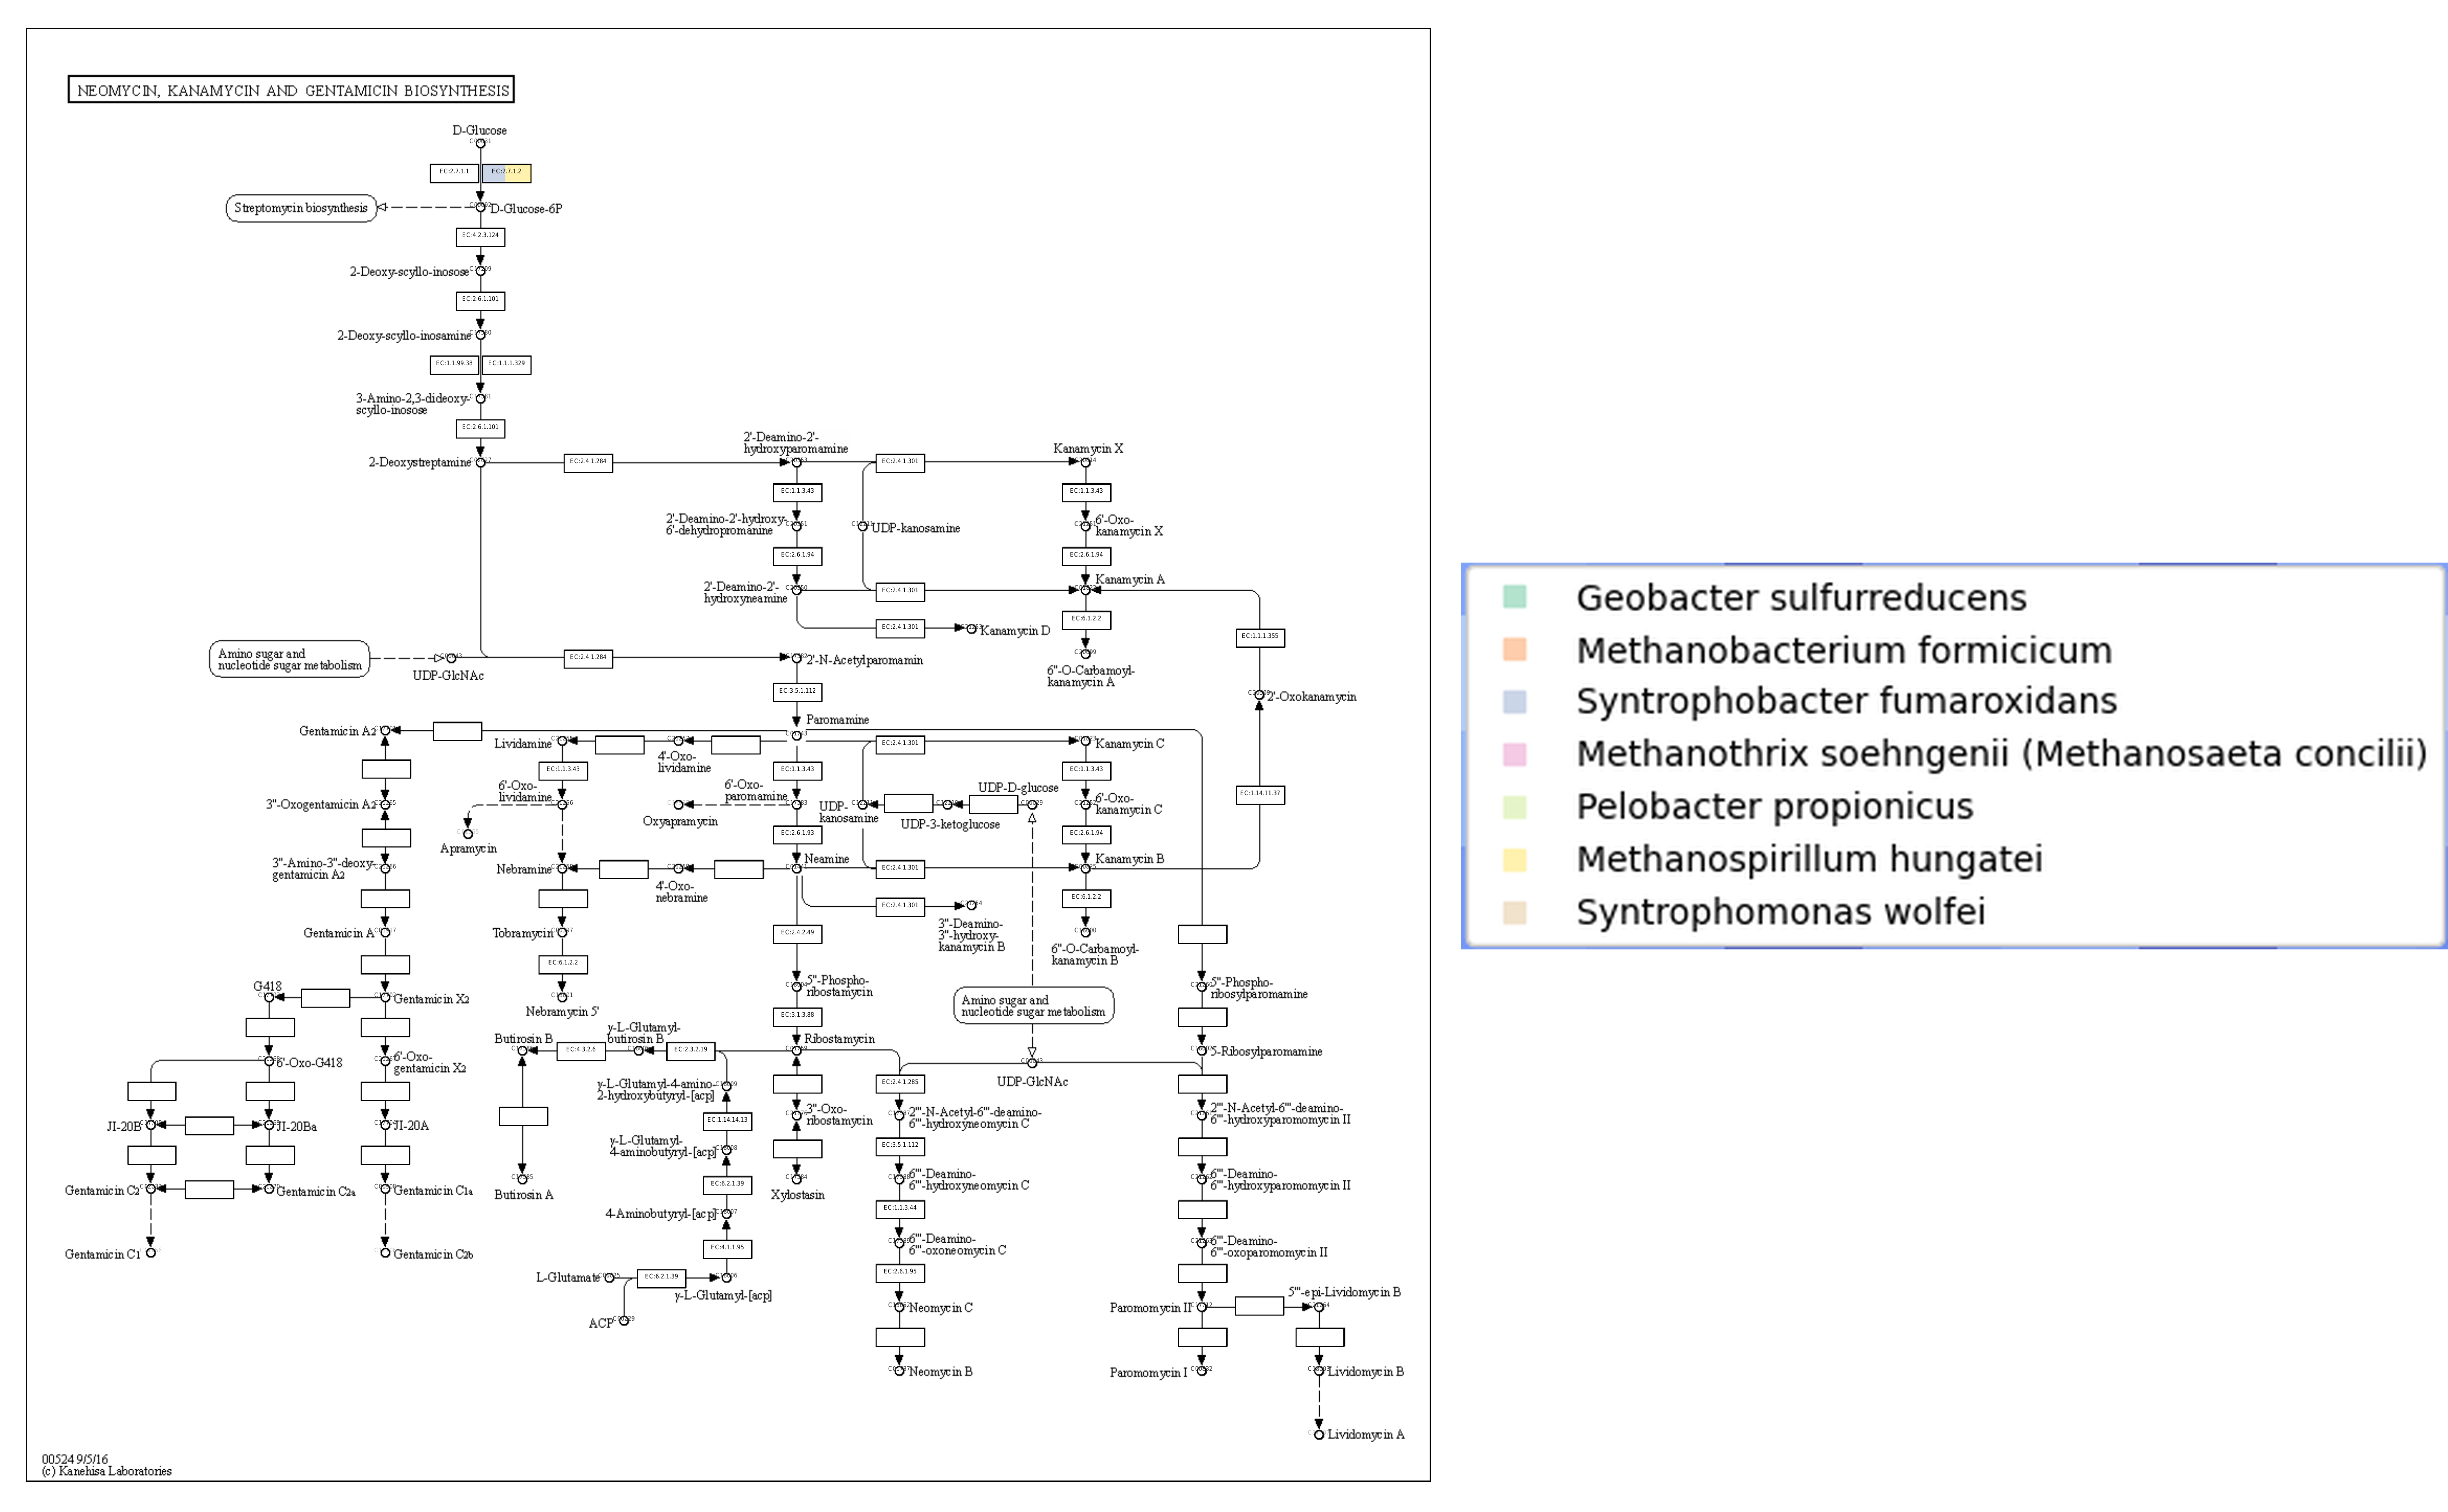 NEOMYCIN, KANAMYCIN AND GENTAMICIN BIOSYNTHESIS
D-Glucose
EC:2.7.1.1
EC:2.7.1.2
Streptomycin biosynthesis
D-Glucose-6P
EC:4.2.3.124
2-Deoxy-scyllo-inosose
EC:2.6.1.101
2-Deoxy-scyllo-inosamine
EC:1.1.99.38
EC:1.1.1.329
3-Amino-2,3-dideoxy-
scyllo-inosose
EC:2.6.1.101
2-Deoxystreptamine
EC:2.4.1.284
2'-Deamino-2'-
hydroxyparomamine
EC:2.4.1.301
Kanamycin X
EC:1.1.3.43
EC:1.1.3.43
2'-Deamino-2'-hydroxy-
6'-dehydropromanine
UDP-kanosamine
6'-Oxo-
kanamycin X
EC:2.6.1.94
EC:2.6.1.94
2'-Deamino-2'-
hydroxyneamine
EC:2.4.1.301
Kanamycin A
EC:2.4.1.301
Kanamycin D
EC:6.1.2.2
EC:1.1.1.355
6''-O-Carbamoyl-
kanamycin A
Amino sugar and
nucleotide sugar metabolism
UDP-GlcNAc
EC:2.4.1.284
2'-N-Acetylparomamin
EC:3.5.1.112
2'-Oxokanamycin
Paromamine
Gentamicin A2
Lividamine
4'-Oxo-
lividamine
EC:2.4.1.301
Kanamycin C
EC:1.1.3.43
EC:1.1.3.43
EC:1.1.3.43
6'-Oxo-
lividamine
6'-Oxo-
paromamine
UDP-D-glucose
EC:1.14.11.37
3''-Oxogentamicin A2
Oxyapramycin
UDP-
kanosamine
UDP-3-ketoglucose
6'-Oxo-
kanamycin C
Apramycin
EC:2.6.1.93
EC:2.6.1.94
3''-Amino-3''-deoxy-
gentamicin A2
Nebramine
4'-Oxo-
nebramine
Neamine
EC:2.4.1.301
Kanamycin B
EC:2.4.1.301
EC:6.1.2.2
3''-Deamino-
3''-hydroxy-
kanamycin B
Gentamicin A
Tobramycin
EC:2.4.2.49
6''-O-Carbamoyl-
kanamycin B
EC:6.1.2.2
G418
Gentamicin X2
Nebramycin 5'
5''-Phospho-
ribostamycin
Amino sugar and
nucleotide sugar metabolism
5''-Phospho-
ribosylparomamine
EC:3.1.3.88
Butirosin B
EC:4.3.2.6
γ-L-Glutamyl-
butirosin B
EC:2.3.2.19
Ribostamycin
5-Ribosylparomamine
6'-Oxo-G418
6'-Oxo-
gentamicin X2
UDP-GlcNAc
γ-L-Glutamyl-4-amino-
2-hydroxybutyryl-[acp]
EC:2.4.1.285
JI-20B
JI-20Ba
JI-20A
EC:1.14.14.13
3''-Oxo-
ribostamycin
2'''-N-Acetyl-6'''-deamino-
6'''-hydroxyneomycin C
2'''-N-Acetyl-6'''-deamino-
6'''-hydroxyparomomycin II
γ-L-Glutamyl-
4-aminobutyryl-[acp]
EC:3.5.1.112
Gentamicin C2
Gentamicin C2a
Gentamicin C1a
Butirosin A
EC:6.2.1.39
Xylostasin
6'''-Deamino-
6'''-hydroxyneomycin C
6'''-Deamino-
6'''-hydroxyparomomycin II
4-Aminobutyryl-[acp]
EC:1.1.3.44
Gentamicin C1
Gentamicin C2b
EC:4.1.1.95
6'''-Deamino-
6'''-oxoneomycin C
6'''-Deamino-
6'''-oxoparomomycin II
L-Glutamate
EC:6.2.1.39
γ-L-Glutamyl-[acp]
EC:2.6.1.95
ACP
Neomycin C
Paromomycin II
5'''-epi-Lividomycin B
Neomycin B
Paromomycin I
Lividomycin B
Lividomycin A
00524 9/5/16
(c) Kanehisa Laboratories
Geobacter sulfurreducens
Methanobacterium formicicum
Syntrophobacter fumaroxidans
Methanothrix soehngenii (Methanosaeta concilii)
Pelobacter propionicus
Methanospirillum hungatei
Syntrophomonas wolfei